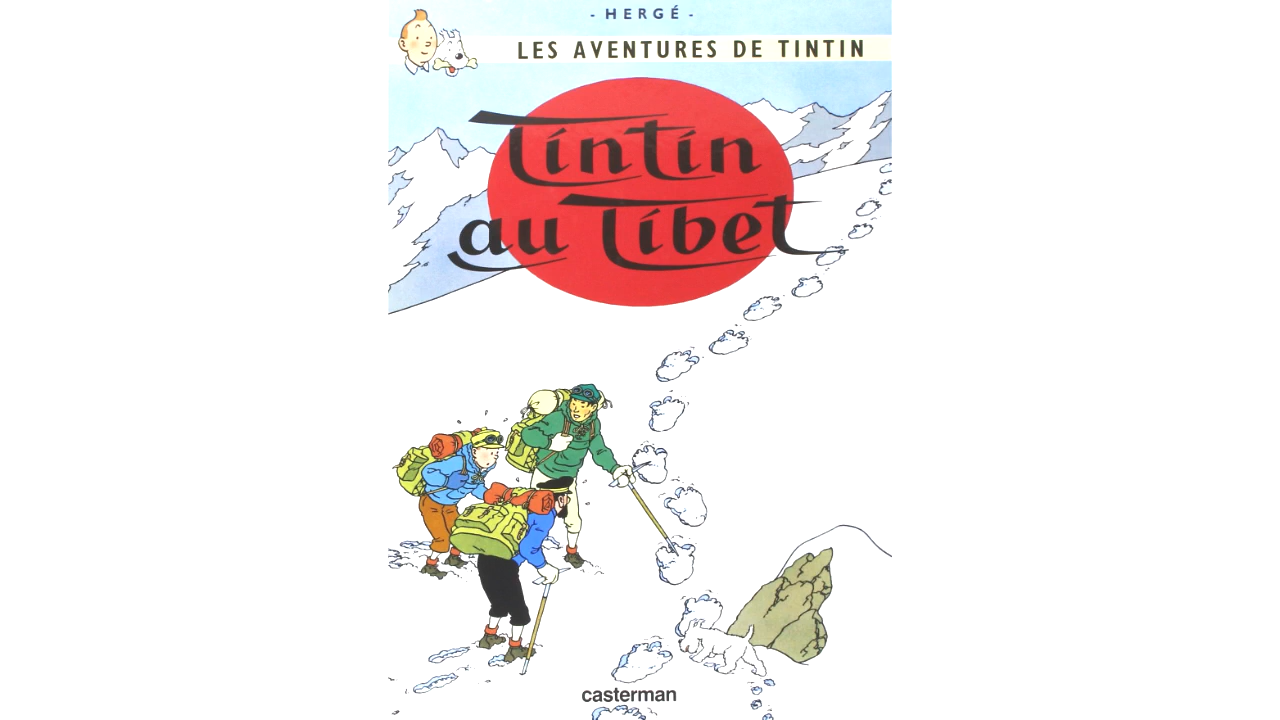 - HERGÉ -
LES AVENTURES DE TINTIN
Tintin
au Tibet
casterman